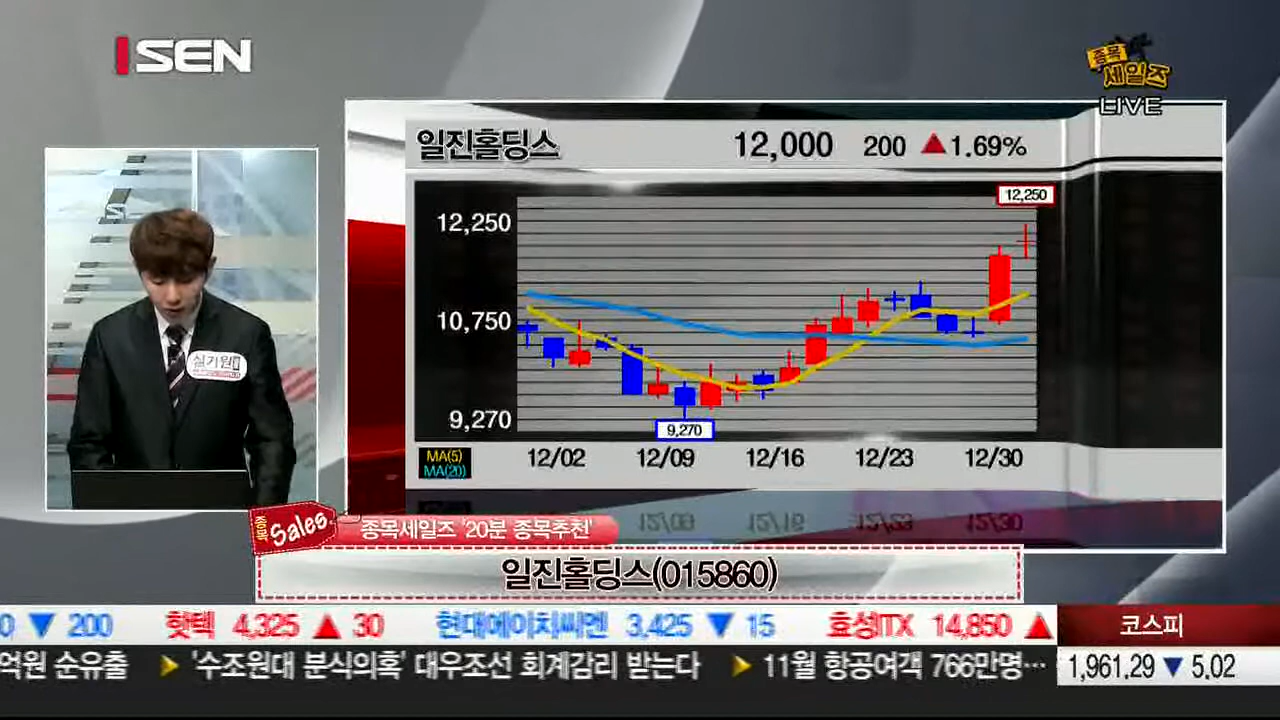 SEN
종목
세일즈
LIVE
일진홀딩스 12,000 200 ▲1.69%
12,250
12,250
10,750
9,270
9,270
MA(5)
MA(20)
12/02 12/09 12/16 12/23 12/30
종목
Sales
종목세일즈 '20분 종목추천'
일진홀딩스(015860)
0 ▼ 200 핫텍 4,325 ▲ 30 현대에이치씨엔 3,425 ▼ 15 효성ITX 14,850 ▲
코스피
억원 순유출 ▶ '수조원대 분식의혹' 대우조선 회계감리 받는다 ▶ 11월 항공여객 766만명…
1,961.29 ▼ 5.02